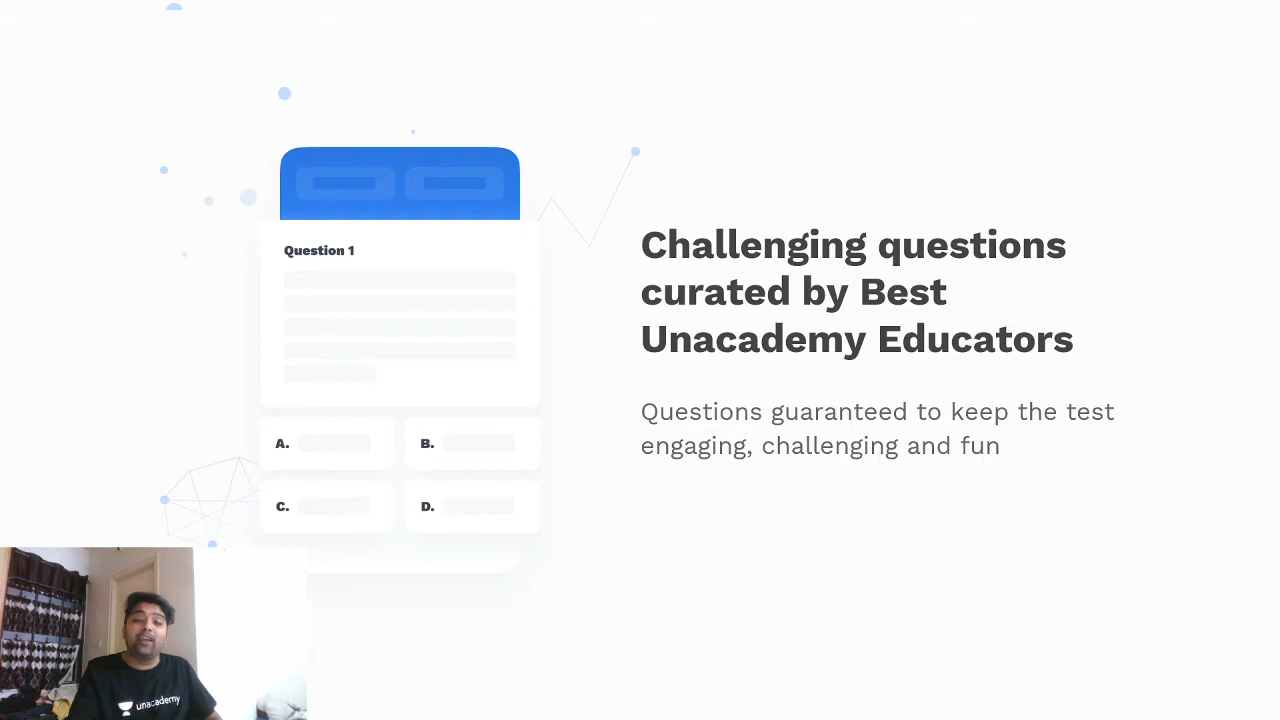 Question 1
A.
B.
C.
D.
Challenging questions
curated by Best
Unacademy Educators
Questions guaranteed to keep the test
engaging, challenging and fun
unacademy